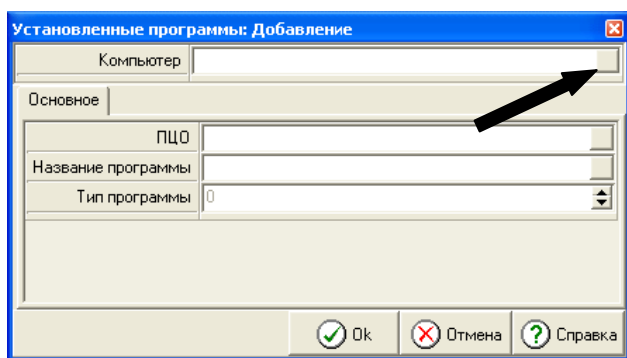 Установленные программы: Добавление
Компьютер
Основное
ПЦО
Название программы
Тип программы 0
Ok Отмена Справка